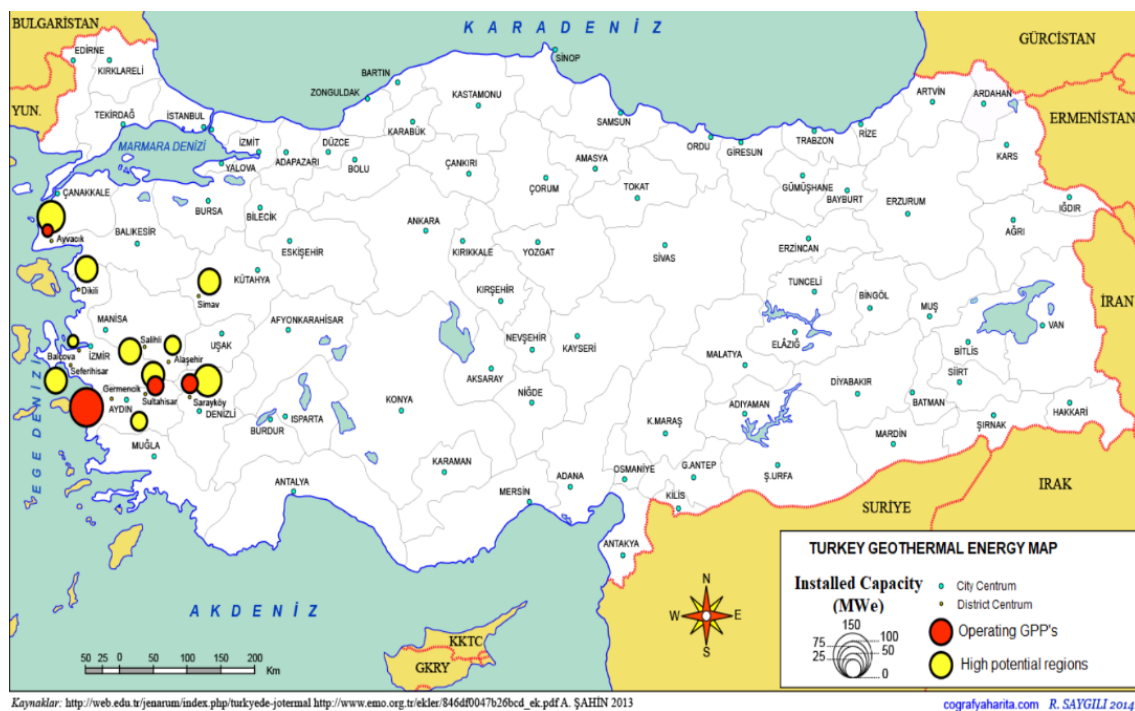 BULGARİSTAN
KARADENİZ
GÜRCİSTAN
EDİRNE
KIRKLARELİ
SİNOP
BARTIN
ZONGULDAK
KASTAMONU
ARTVİN
ARDAHAN
YUN.
TEKİRDAĞ
İSTANBUL
KARABÜK
SAMSUN
ERMENİSTAN
MARMARA DENİZİ
İZMİT
ADAPAZARI
DÜZCE
BOLU
ORDU
GİRESUN
TRABZON
RİZE
KARS
YALOVA
ÇANKIRI
AMASYA
ÇORUM
TOKAT
GÜMÜŞHANE
BAYBURT
ÇANAKKALE
BURSA
BİLECİK
ANKARA
ERZURUM
IĞDIR
Ayvacık
BALIKESİR
ESKİŞEHİR
KIRIKKALE
YOZGAT
SİVAS
ERZİNCAN
AĞRI
Dikili
Simav
KÜTAHYA
KIRŞEHİR
TUNCELİ
BİNGÖL
MUŞ
İRAN
VAN
MANİSA
Salihli
UŞAK
AFYONKARAHİSAR
NEVŞEHİR
KAYSERİ
ELAZIĞ
BİTLİS
Balçova
İZMİR
Alaşehir
MALATYA
SİİRT
Seferihisar
AKSARAY
DİYABAKIR
BATMAN
Germencik
Sultahisar
Sarayköy
NİĞDE
HAKKARİ
AYDIN
DENİZLİ
BURDUR
ISPARTA
KONYA
ADIYAMAN
ŞIRNAK
EGE DENİZİ
MUĞLA
K.MARAŞ
MARDİN
KARAMAN
ADANA
OSMANİYE
G.ANTEP
Ş.URFA
ANTALYA
MERSİN
KİLİS
SURİYE
IRAK
ANTAKYA
AKDENİZ
KKTC
GKRY
N
W E
S
50 25 0 50 100 150 200
Km
TURKEY GEOTHERMAL ENERGY MAP
Installed Capacity
(MWe)
150
100
75
50
25
0
City Centrum
District Centrum
Operating GPP's
High potential regions
Kaynaklar: http://web.edu.tr/jenarum/index.php/turkyede-jotermal http://www.emo.org.tr/ekler/846df0047b26bcd_ek.pdf A. ŞAHİN 2013
cografyaharita.com R. SAYGILI 2014